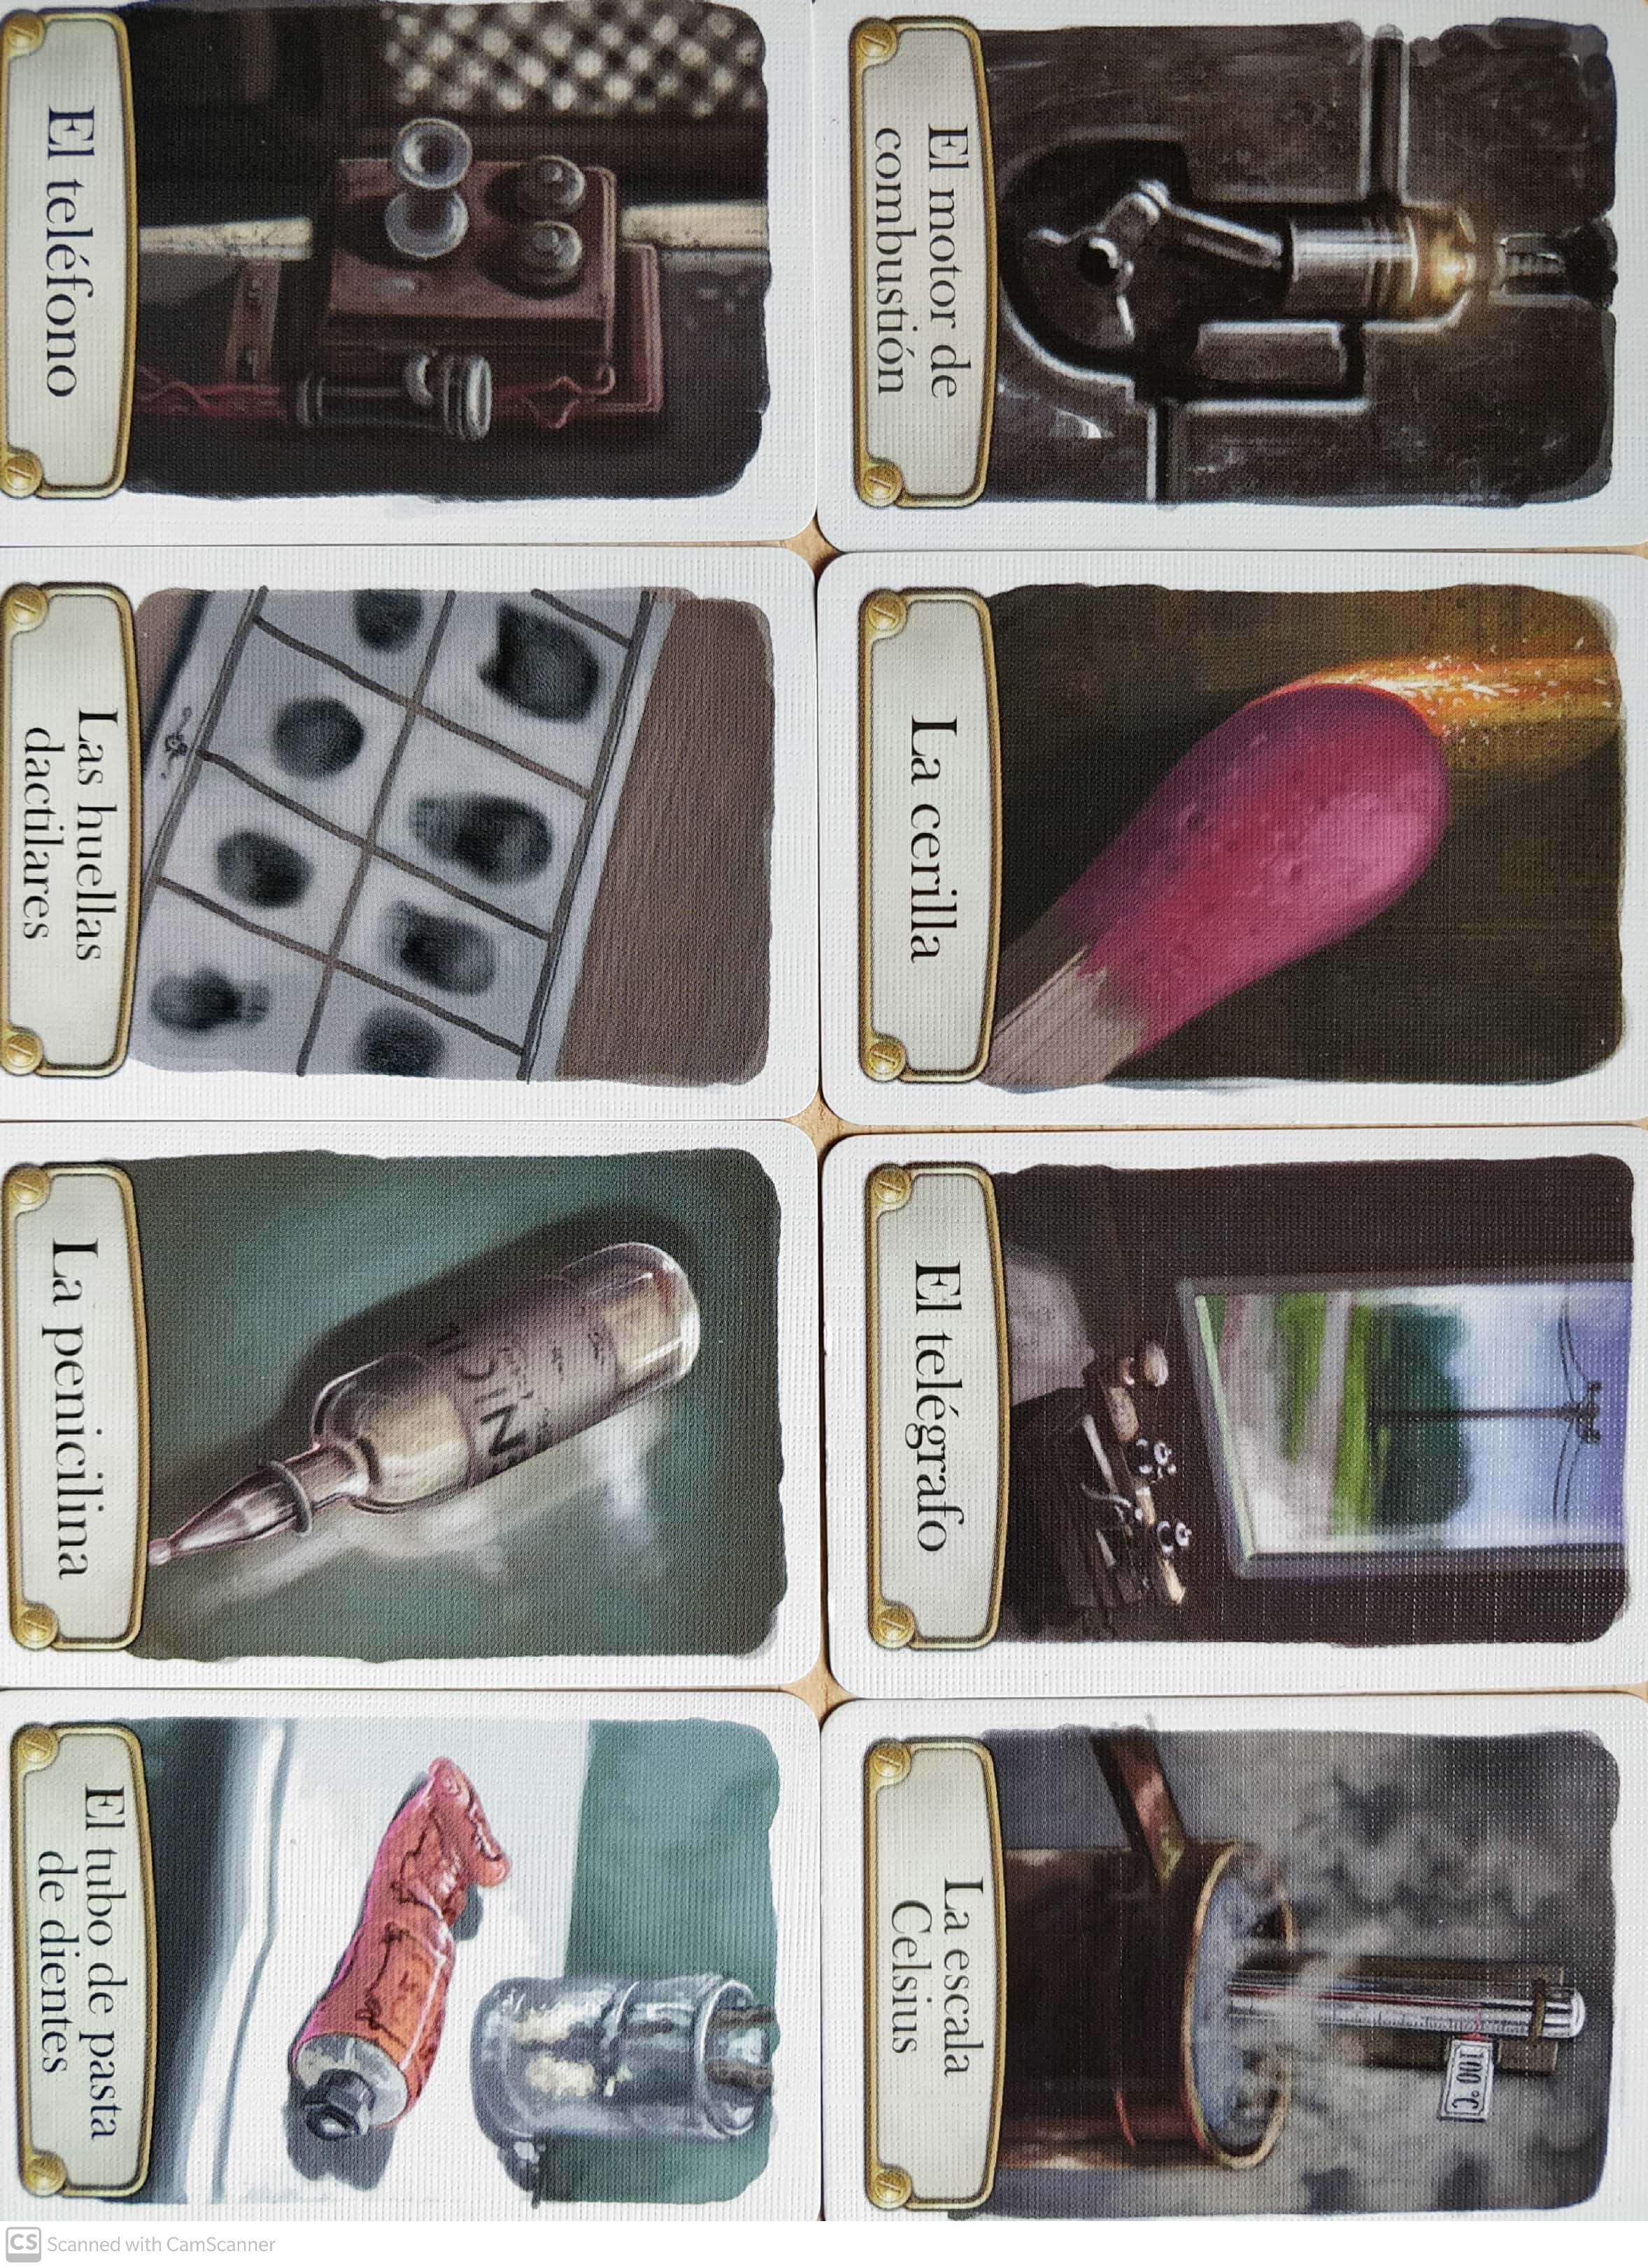 El motor de
combustión
La cerilla
El telégrafo
100 °C
La escala
Celsius
El teléfono
Las huellas
dactilares
La penicilina
El tubo de pasta
de dientes
CS Scanned with CamScanner